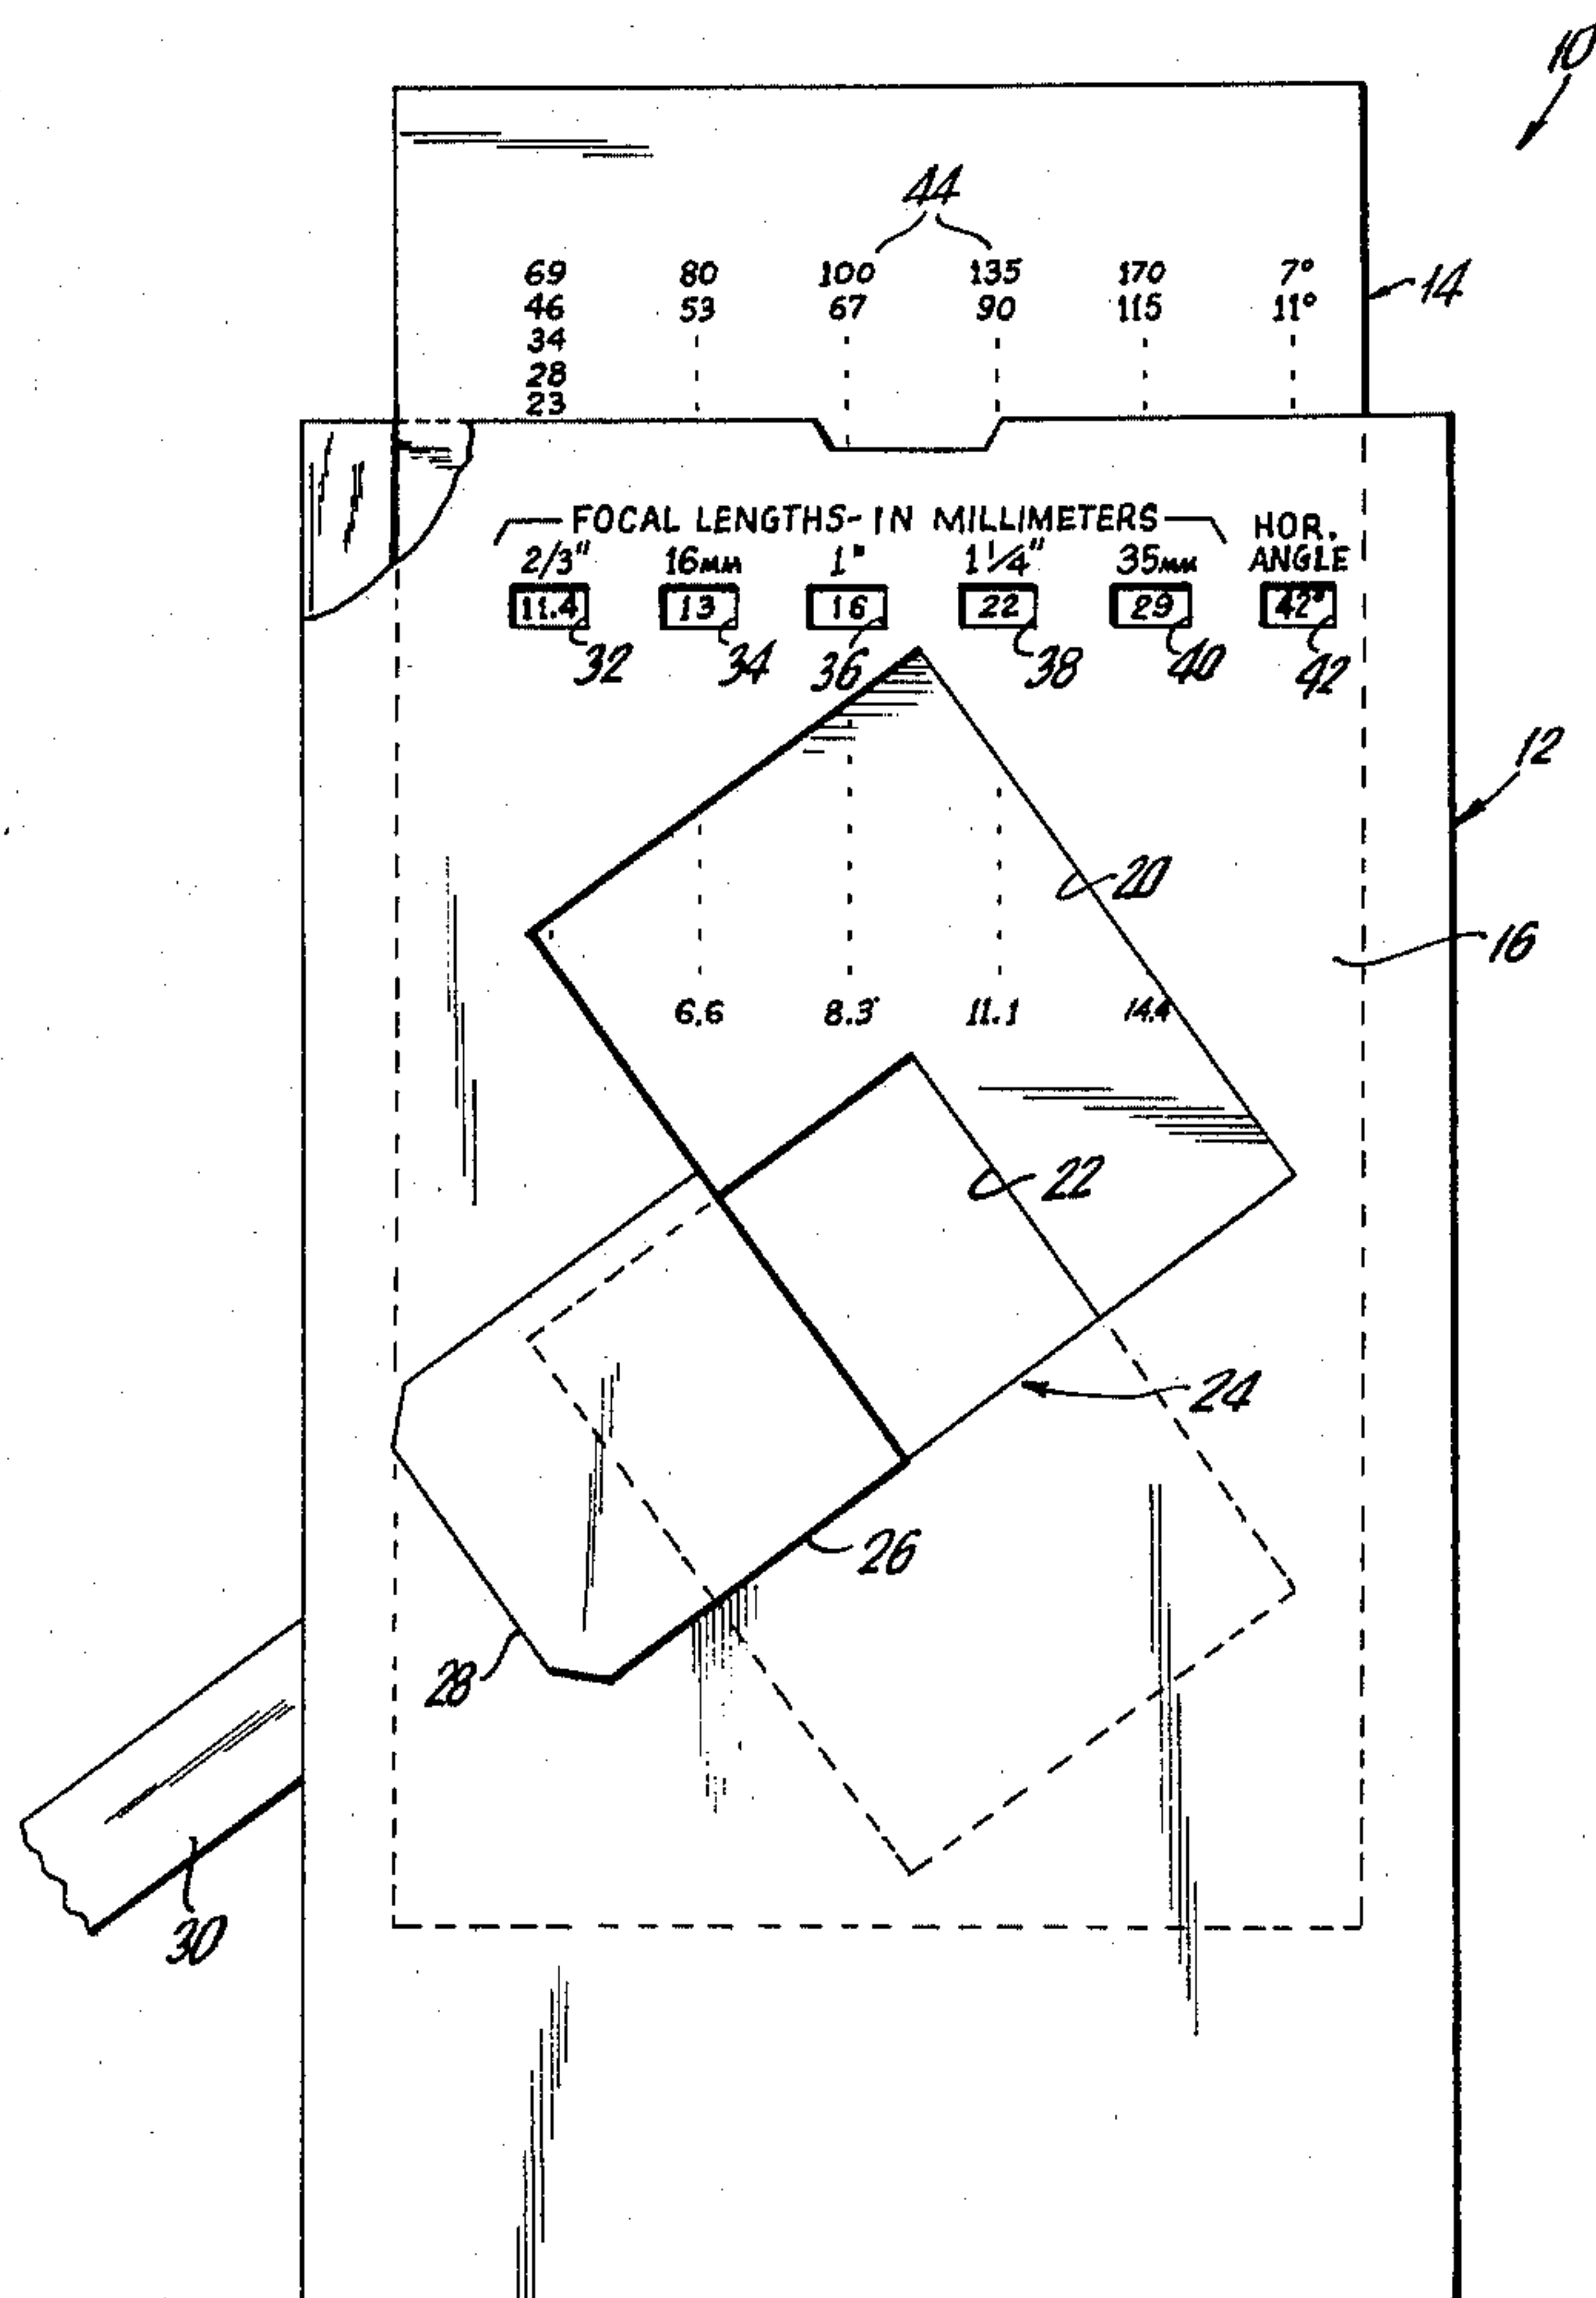 10
44
69 80 100 135 170 7°
46 53 67 90 115 11°
14
34
28
23
FOCAL LENGTHS-IN MILLIMETERS HOR. ANGLE
2/3" 16MM 1" 1 1/4" 35MM
11.4 13 16 22 29 42°
32 34 36 38 40 42
12
20
16
6.6 8.3 11.1 14.4
22
24
26
28
30